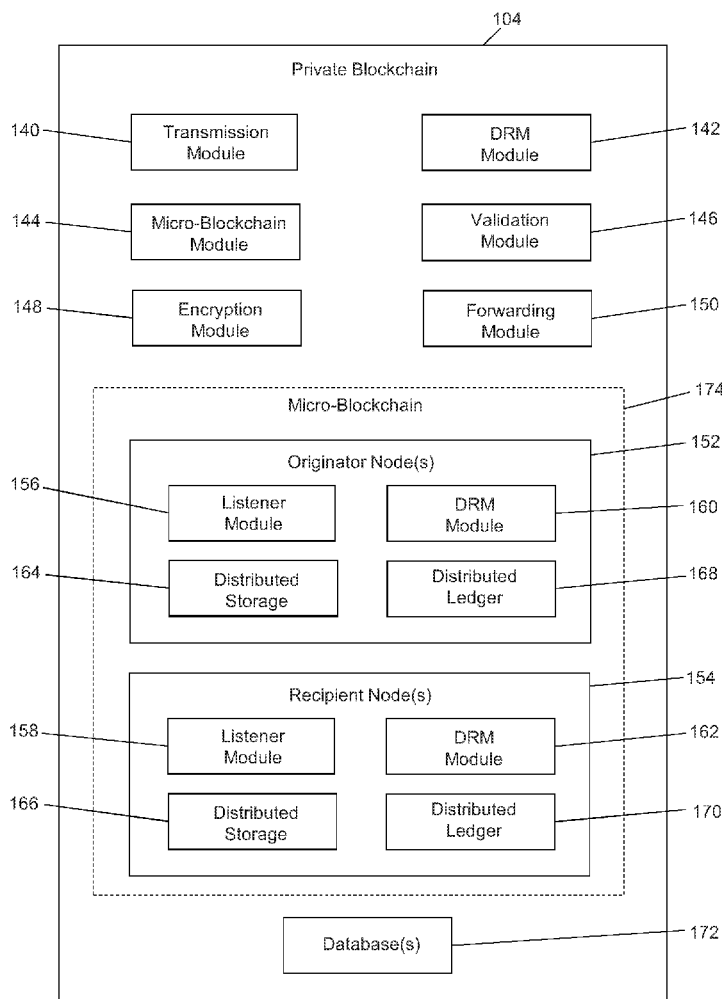 104
Private Blockchain
140
Transmission
Module
DRM
Module
142
144
Micro-Blockchain
Module
Validation
Module
146
148
Encryption
Module
Forwarding
Module
150
Micro-Blockchain
174
Originator Node(s)
152
156
Listener
Module
DRM
Module
160
164
Distributed
Storage
Distributed
Ledger
168
Recipient Node(s)
154
158
Listener
Module
DRM
Module
162
166
Distributed
Storage
Distributed
Ledger
170
Database(s)
172